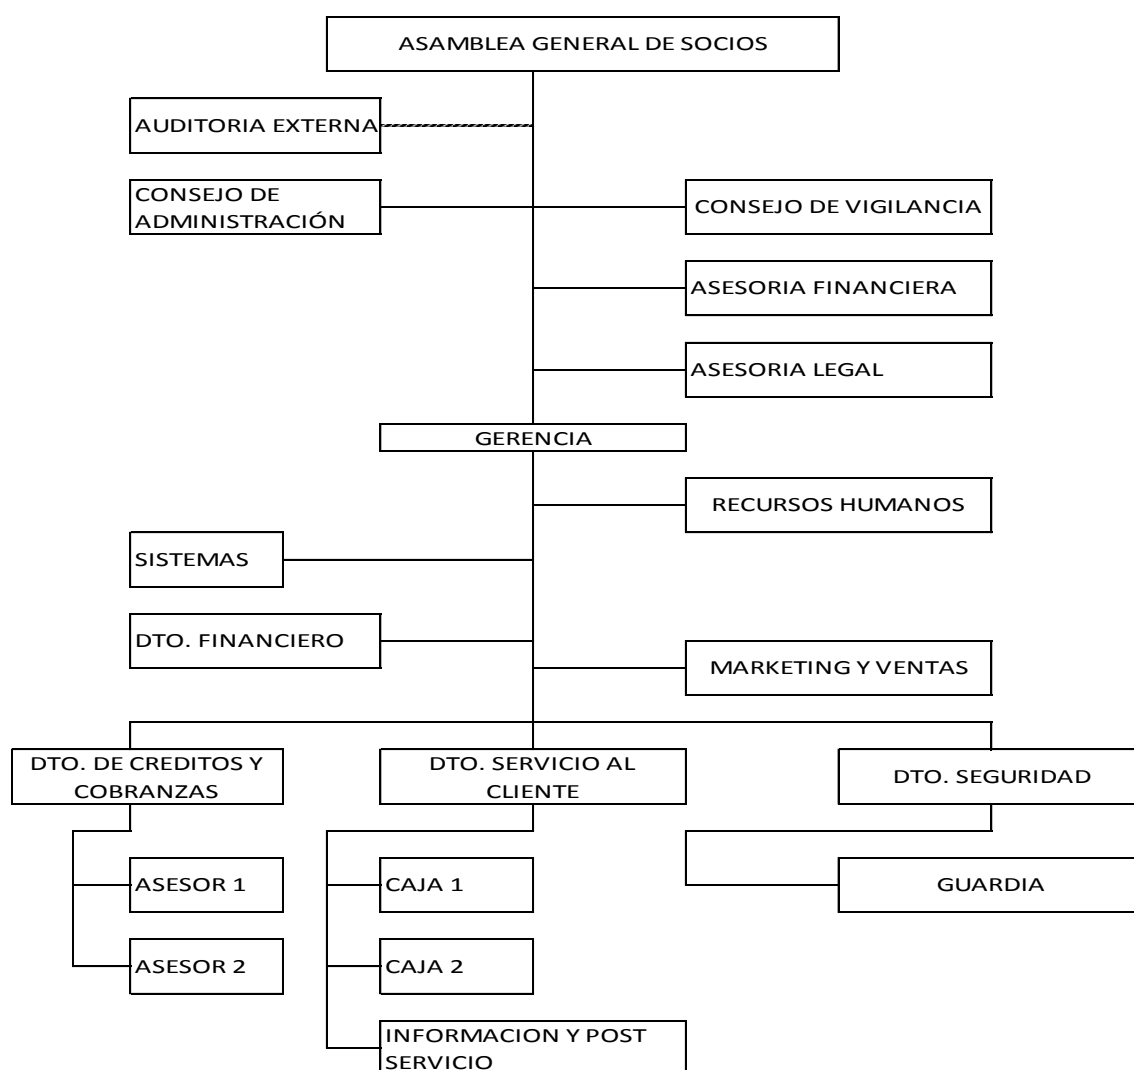 ASAMBLEA GENERAL DE SOCIOS
AUDITORIA EXTERNA
CONSEJO DE
ADMINISTRACIÓN
CONSEJO DE VIGILANCIA
ASESORIA FINANCIERA
ASESORIA LEGAL
GERENCIA
RECURSOS HUMANOS
SISTEMAS
DTO. FINANCIERO
MARKETING Y VENTAS
DTO. DE CREDITOS Y
COBRANZAS
DTO. SERVICIO AL
CLIENTE
DTO. SEGURIDAD
ASESOR 1
CAJA 1
GUARDIA
ASESOR 2
CAJA 2
INFORMACION Y POST
SERVICIO